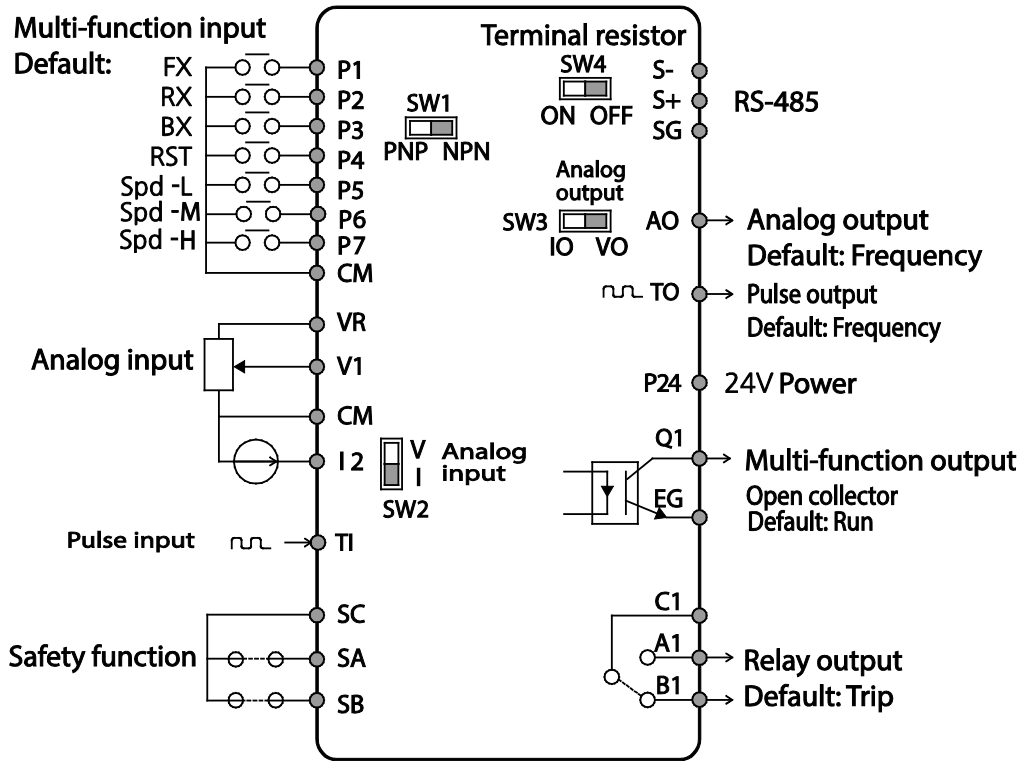 Multi-function input
Default:
FX
RX
BX
RST
Spd -L
Spd -M
Spd -H
P1
P2
P3
P4
P5
P6
P7
CM
SW1
PNP NPN
Analog input
VR
V1
CM
I 2
V
I
SW2
Analog
input
Pulse input
TI
Safety function
SC
SA
SB
Terminal resistor
SW4
ON OFF
S-
S+
SG
RS-485
Analog
output
SW3
IO VO
AO
Analog output
Default: Frequency
TO
Pulse output
Default: Frequency
P24
24V Power
Q1
EG
Multi-function output
Open collector
Default: Run
C1
A1
B1
Relay output
Default: Trip